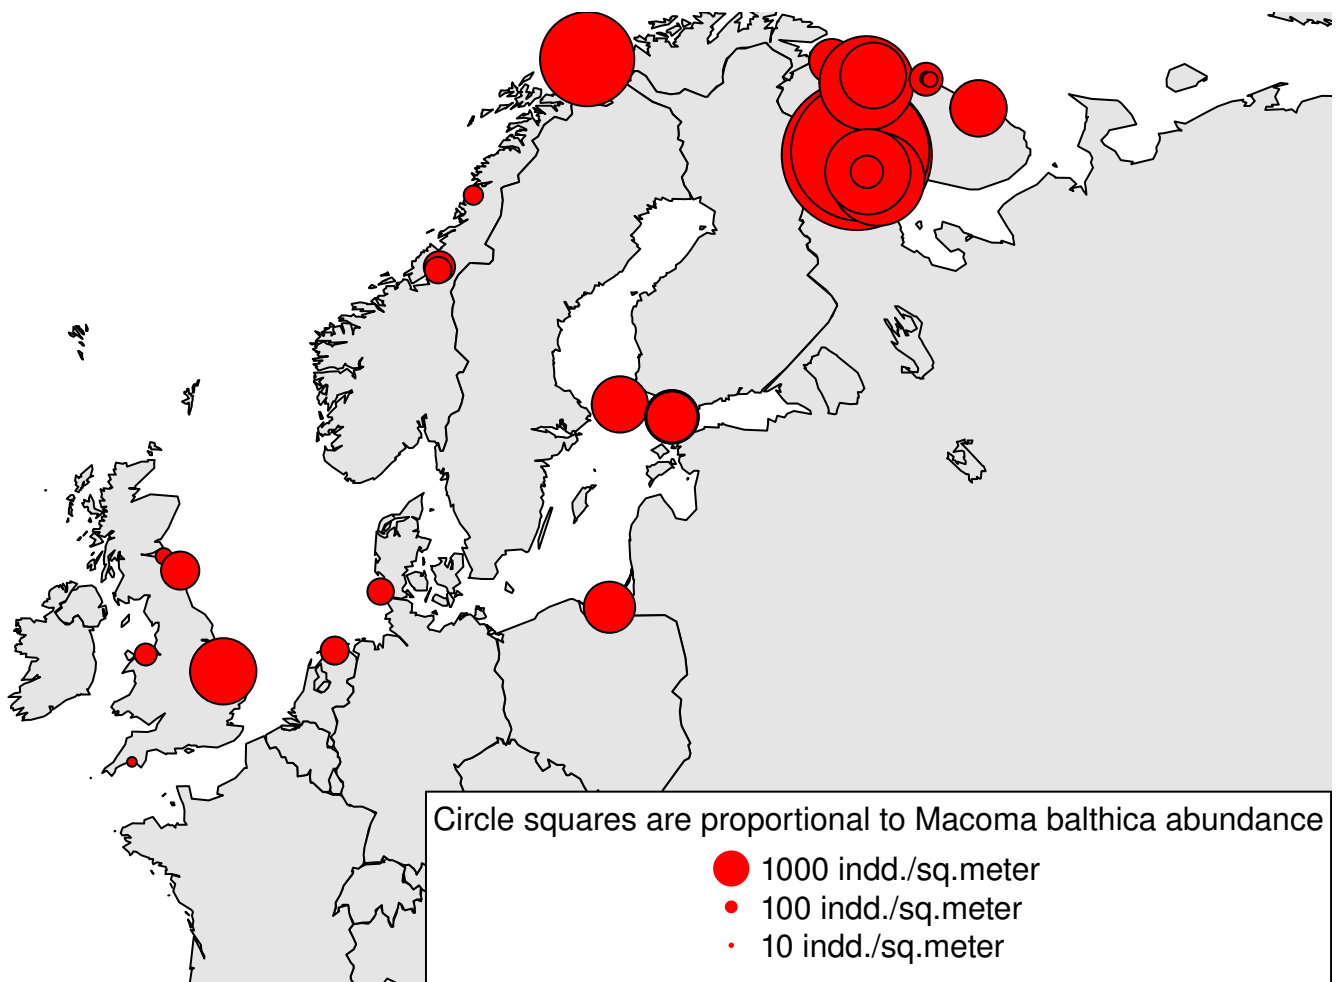 Circle squares are proportional to Macoma balthica abundance
1000 indd./sq.meter
100 indd./sq.meter
10 indd./sq.meter